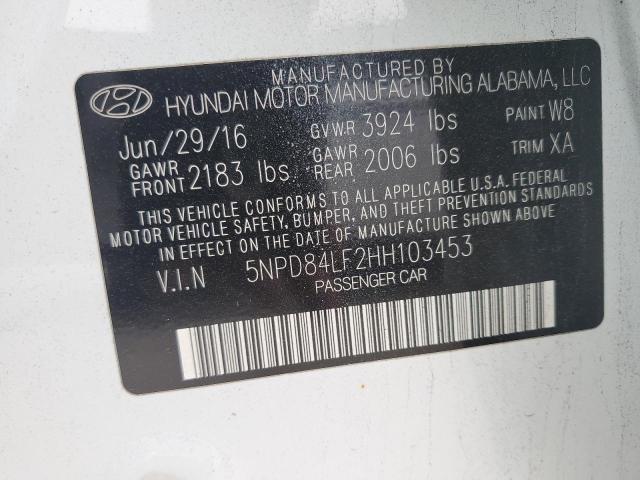 MANUFACTURED BY
HYUNDAI MOTOR MANUFACTURING ALABAMA, LLC
Jun/29/16 GVWR 3924 lbs PAINT W8
GAWR FRONT 2183 lbs GAWR REAR 2006 lbs TRIM XA
THIS VEHICLE CONFORMS TO ALL APPLICABLE U.S.A. FEDERAL
MOTOR VEHICLE SAFETY, BUMPER, AND THEFT PREVENTION STANDARDS
IN EFFECT ON THE DATE OF MANUFACTURE SHOWN ABOVE
V.I.N 5NPD84LF2HH103453
PASSENGER CAR